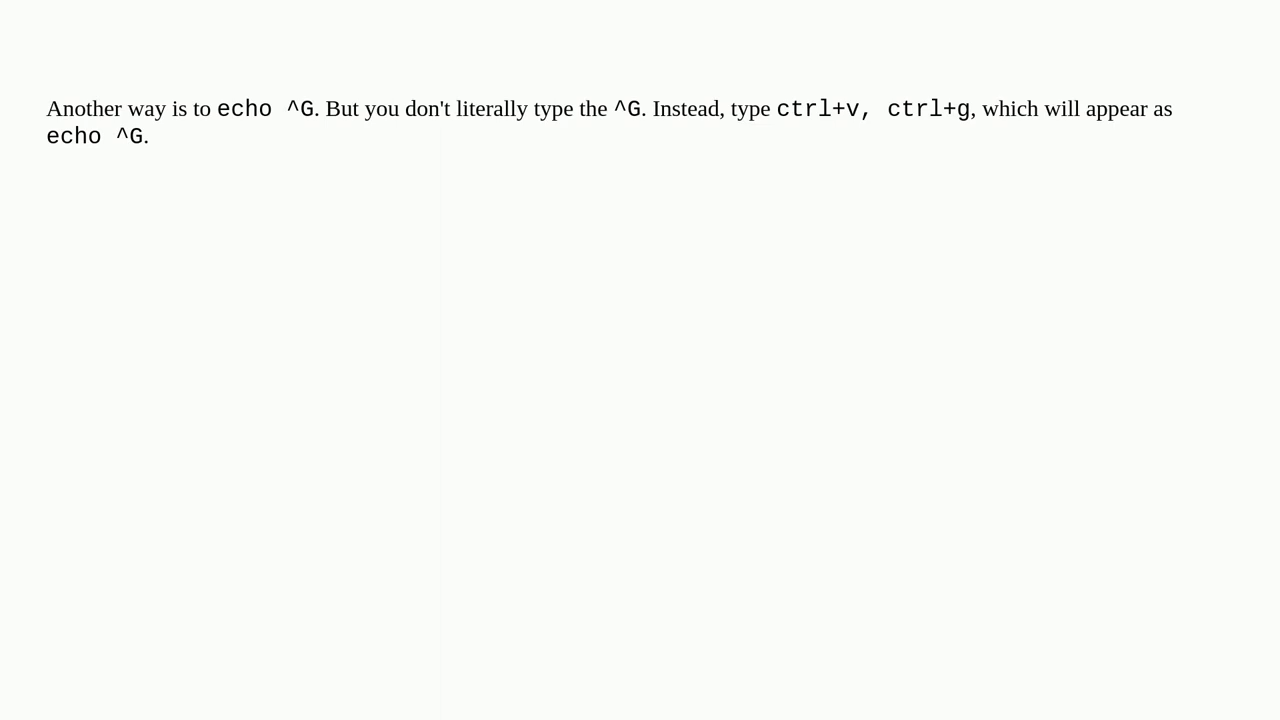 Another way is to echo ^G. But you don't literally type the ^G. Instead, type ctrl+v, ctrl+g, which will appear as
echo ^G.